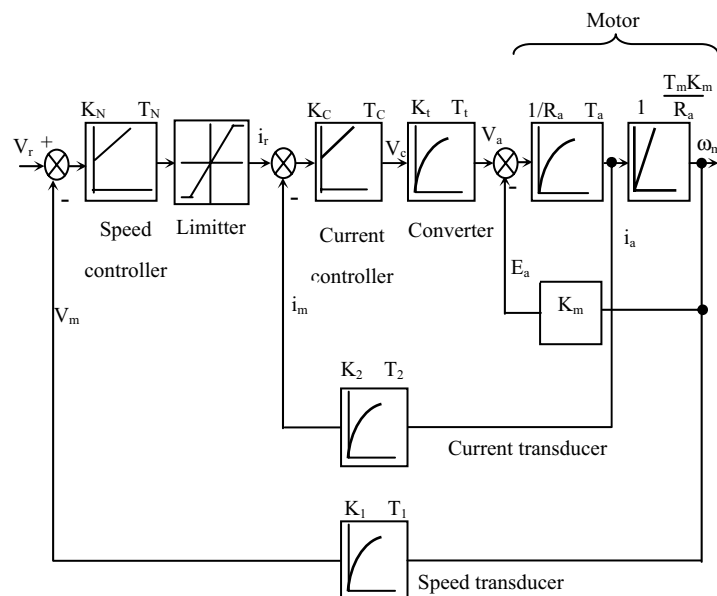 Motor
K_N T_N
K_C T_C
K_t T_t
1/R_a T_a
1 T_mK_m
R_a
V_r +
i_r
V_c
V_a
ω_m
-
-
-
Speed
controller
Limitter
Current
controller
Converter
E_a
i_a
V_m
i_m
K_m
K_2 T_2
Current transducer
K_1 T_1
Speed transducer